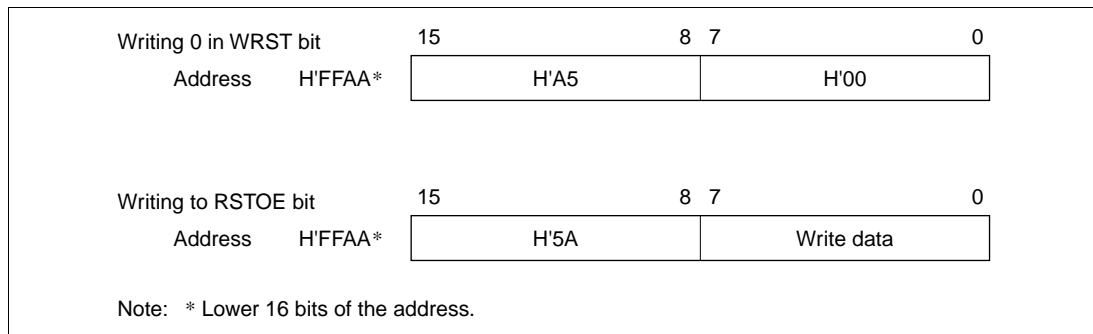 Writing 0 in WRST bit 15 8 7 0
Address H'FFAA* H'A5 H'00
Writing to RSTOE bit 15 8 7 0
Address H'FFAA* H'5A Write data
Note: * Lower 16 bits of the address.